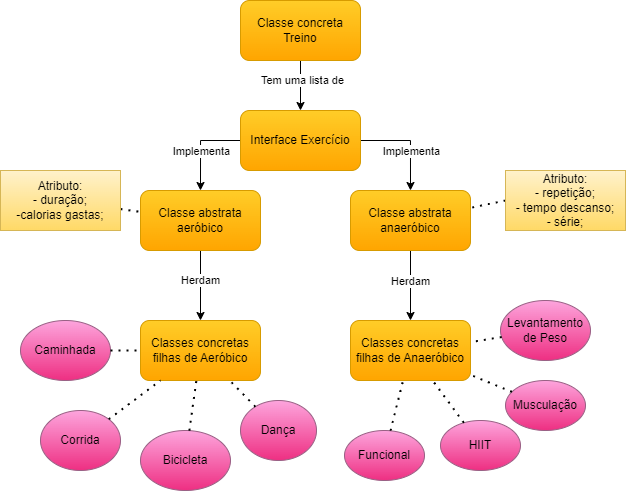 Classe concreta
Treino
Tem uma lista de
Interface Exercício
Implementa
Implementa
Atributo:
- duração;
-calorias gastas;
Classe abstrata
aeróbico
Classe abstrata
anaeróbico
Atributo:
- repetição;
- tempo descanso;
- série;
Herdam
Herdam
Classes concretas
filhas de Aeróbico
Classes concretas
filhas de Anaeróbico
Caminhada
Corrida
Bicicleta
Dança
Levantamento
de Peso
Musculação
HIIT
Funcional